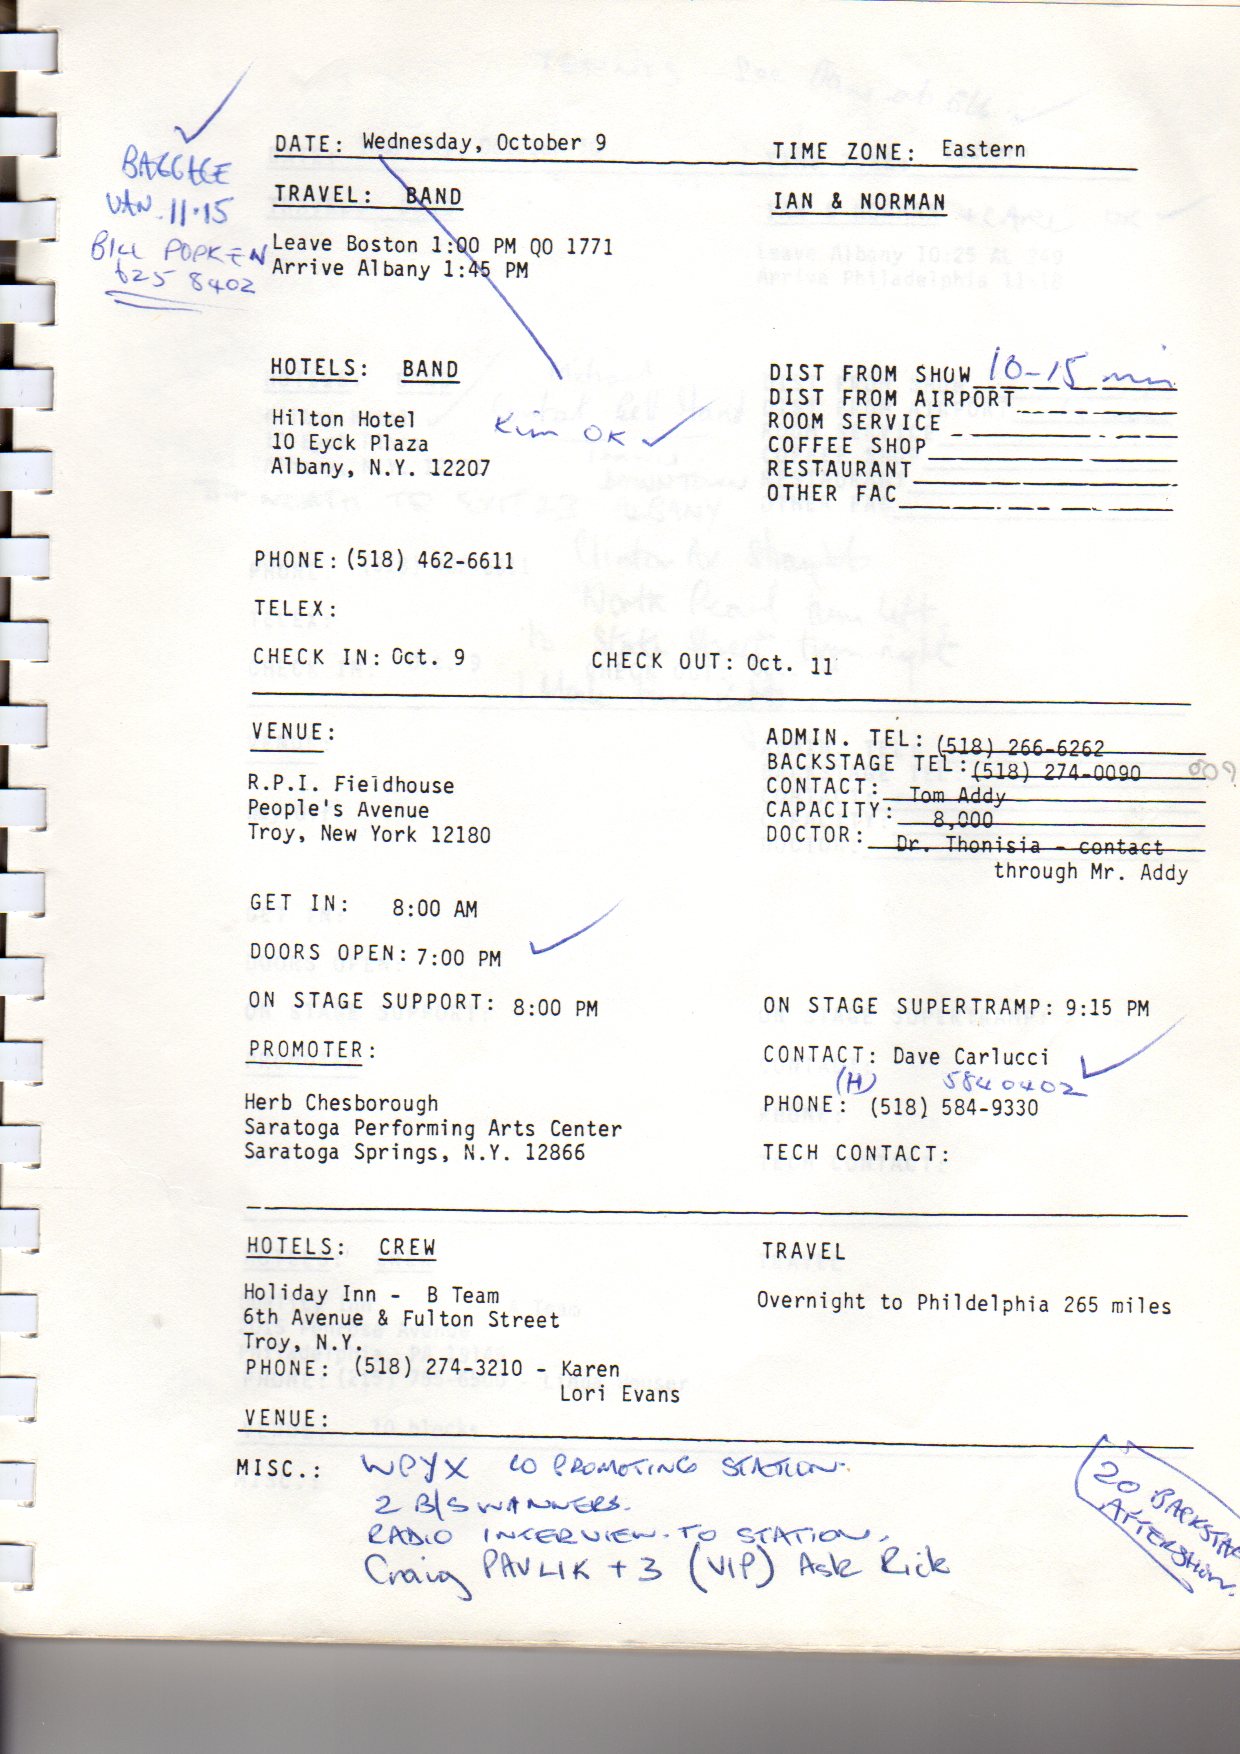 BAGGAGE
VAN. 11.15
BILL POPKEN
625 8402
DATE: Wednesday, October 9 TIME ZONE: Eastern
TRAVEL: BAND IAN & NORMAN
Leave Boston 1:00 PM QO 1771
Arrive Albany 1:45 PM
Leave Albany 10:25 AL
Arrive Philadelphia
HOTELS: BAND
DIST FROM SHOW 10-15 min
DIST FROM AIRPORT
ROOM SERVICE
COFFEE SHOP
RESTAURANT
OTHER FAC
Hilton Hotel
10 Eyck Plaza
Albany, N.Y. 12207
Kim OK
PHONE: (518) 462-6611
TELEX:
CHECK IN: Oct. 9 CHECK OUT: Oct. 11
VENUE:
R.P.I. Fieldhouse
People's Avenue
Troy, New York 12180
ADMIN. TEL: (518) 266-6262
BACKSTAGE TEL: (518) 274-0090
CONTACT: Tom Addy
CAPACITY: 8,000
DOCTOR: Dr. Thonisia - contact
through Mr. Addy
GET IN: 8:00 AM
DOORS OPEN: 7:00 PM
ON STAGE SUPPORT: 8:00 PM ON STAGE SUPERTRAMP: 9:15 PM
PROMOTER:
Herb Chesborough
Saratoga Performing Arts Center
Saratoga Springs, N.Y. 12866
CONTACT: Dave Carlucci
(H) 5840402
PHONE: (518) 584-9330
TECH CONTACT:
HOTELS: CREW TRAVEL
Holiday Inn - B Team
6th Avenue & Fulton Street
Troy, N.Y.
PHONE: (518) 274-3210 - Karen
Lori Evans
Overnight to Phildelphia 265 miles
VENUE:
MISC.: WPYX CO PROMOTING STATION.
2 B/S WANNERS.
RADIO INTERVIEW. TO STATION.
Craig PAVLIK + 3 (VIP) Ask Rick
20 BACKSTA
AFTERSHOW.